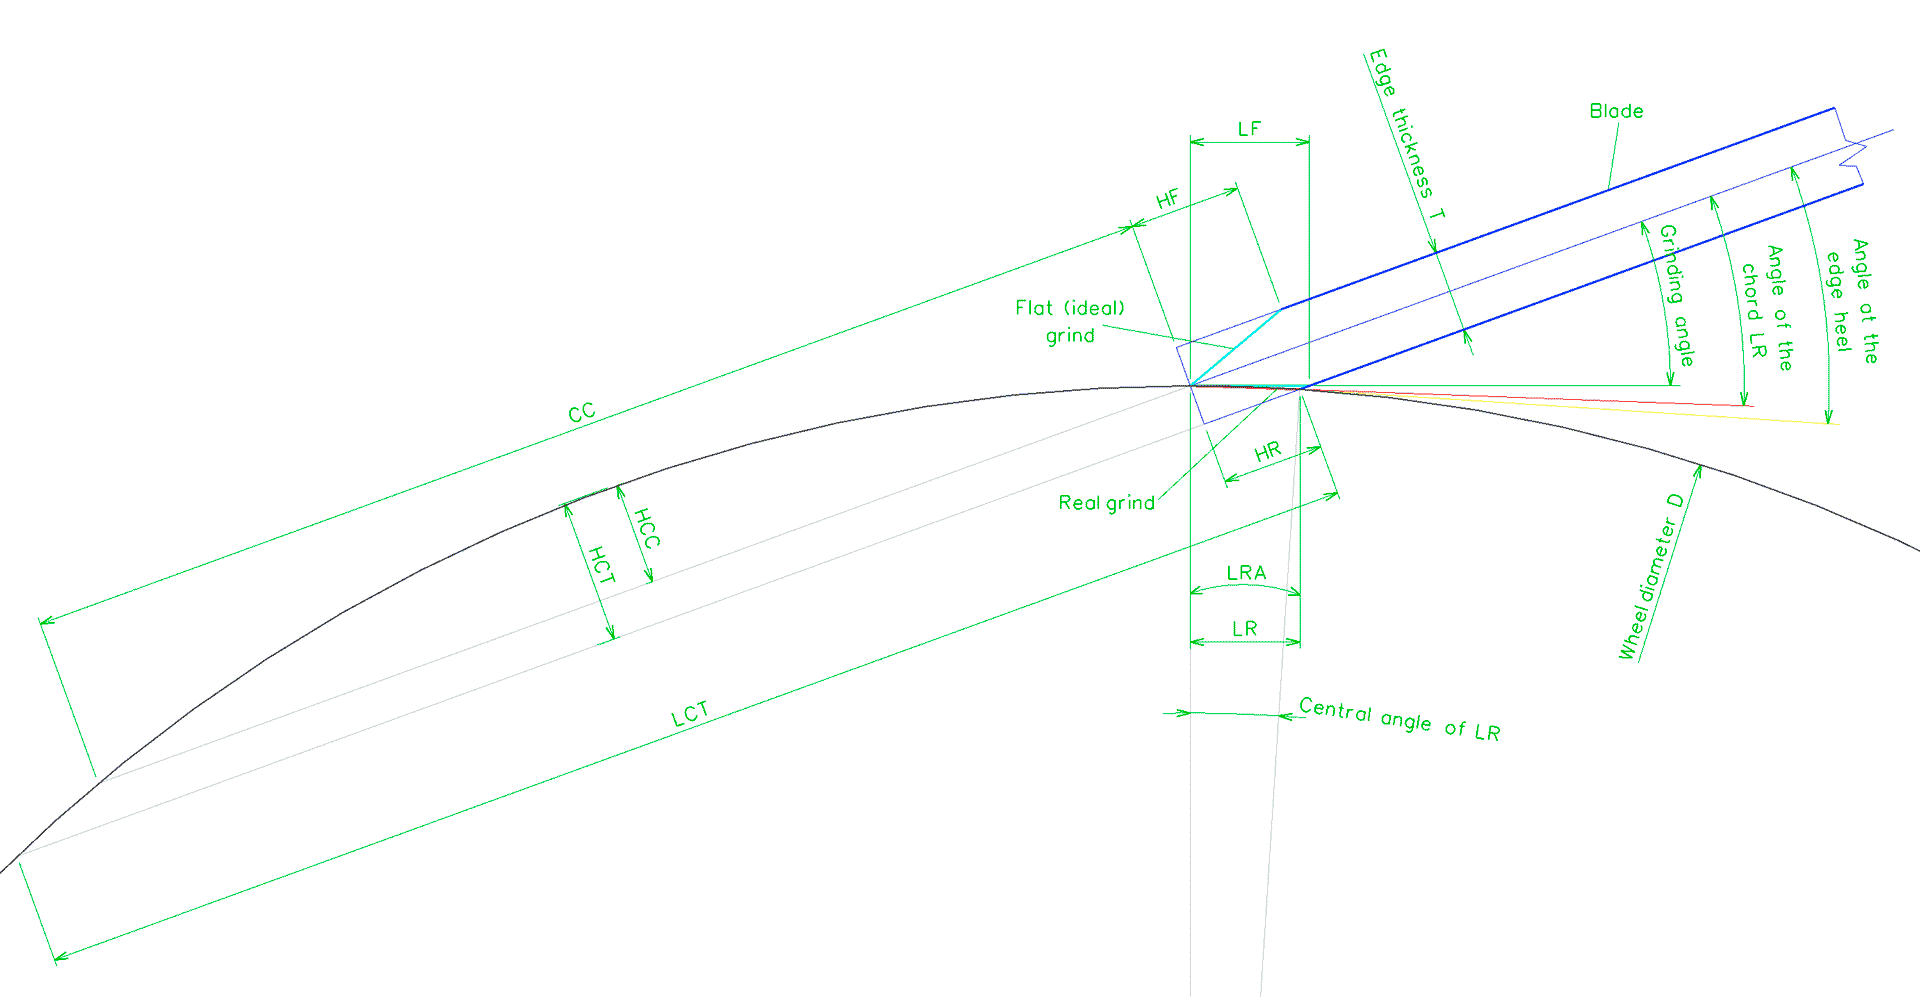 Edge thickness T
Blade
LF
HF
Flat (ideal)
grind
Grinding angle
Angle of the
chord LR
Angle at the
edge heel
CC
HR
Real grind
HCC
HCT
LRA
LR
Wheel diameter D
LCT
Central angle of LR